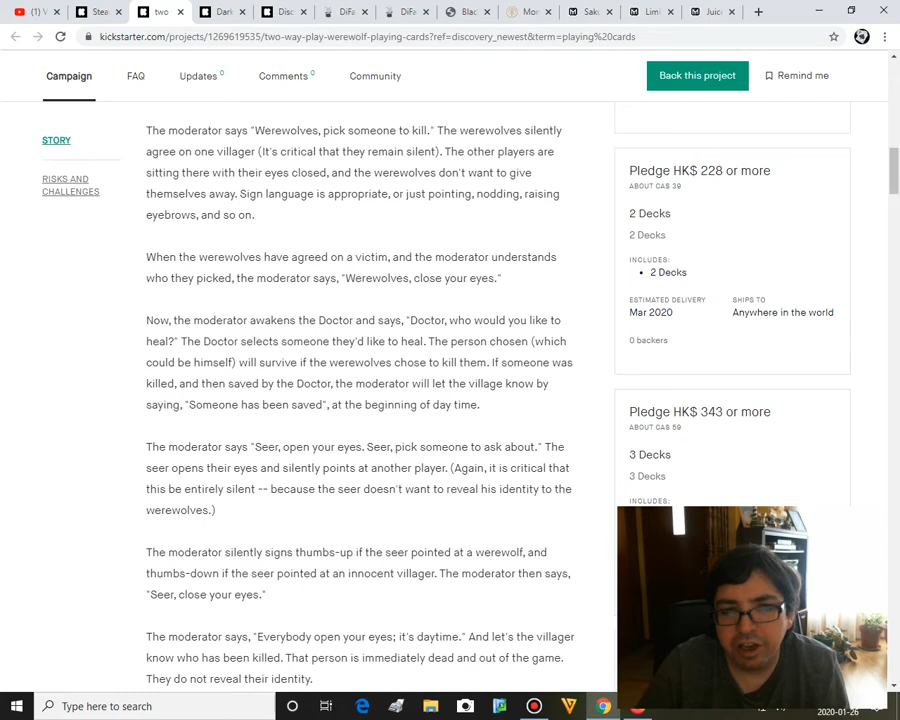 (1) V
Stea
two
Dark
Disc
DiFa
DiFa
Blac
Mon
Saku
Limi
Juice
kickstarter.com/projects/1269619535/two-way-play-werewolf-playing-cards?ref=discovery_newest&term=playing%20cards
Campaign
FAQ
Updates 0
Comments 0
Community
Back this project
Remind me
STORY
RISKS AND
CHALLENGES
The moderator says "Werewolves, pick someone to kill." The werewolves silently
agree on one villager (It's critical that they remain silent). The other players are
sitting there with their eyes closed, and the werewolves don't want to give
themselves away. Sign language is appropriate, or just pointing, nodding, raising
eyebrows, and so on.
When the werewolves have agreed on a victim, and the moderator understands
who they picked, the moderator says, "Werewolves, close your eyes."
Now, the moderator awakens the Doctor and says, "Doctor, who would you like to
heal?" The Doctor selects someone they'd like to heal. The person chosen (which
could be himself) will survive if the werewolves chose to kill them. If someone was
killed, and then saved by the Doctor, the moderator will let the village know by
saying, "Someone has been saved", at the beginning of day time.
The moderator says "Seer, open your eyes. Seer, pick someone to ask about." The
seer opens their eyes and silently points at another player. (Again, it is critical that
this be entirely silent -- because the seer doesn't want to reveal his identity to the
werewolves.)
The moderator silently signs thumbs-up if the seer pointed at a werewolf, and
thumbs-down if the seer pointed at an innocent villager. The moderator then says,
"Seer, close your eyes."
The moderator says, "Everybody open your eyes; it's daytime." And let's the villager
know who has been killed. That person is immediately dead and out of the game.
They do not reveal their identity.
Pledge HK$ 228 or more
ABOUT CA$ 39
2 Decks
2 Decks
INCLUDES:
• 2 Decks
ESTIMATED DELIVERY
SHIPS TO
Mar 2020
Anywhere in the world
0 backers
Pledge HK$ 343 or more
ABOUT CA$ 59
3 Decks
3 Decks
INCLUDES:
Type here to search
2020-01-26